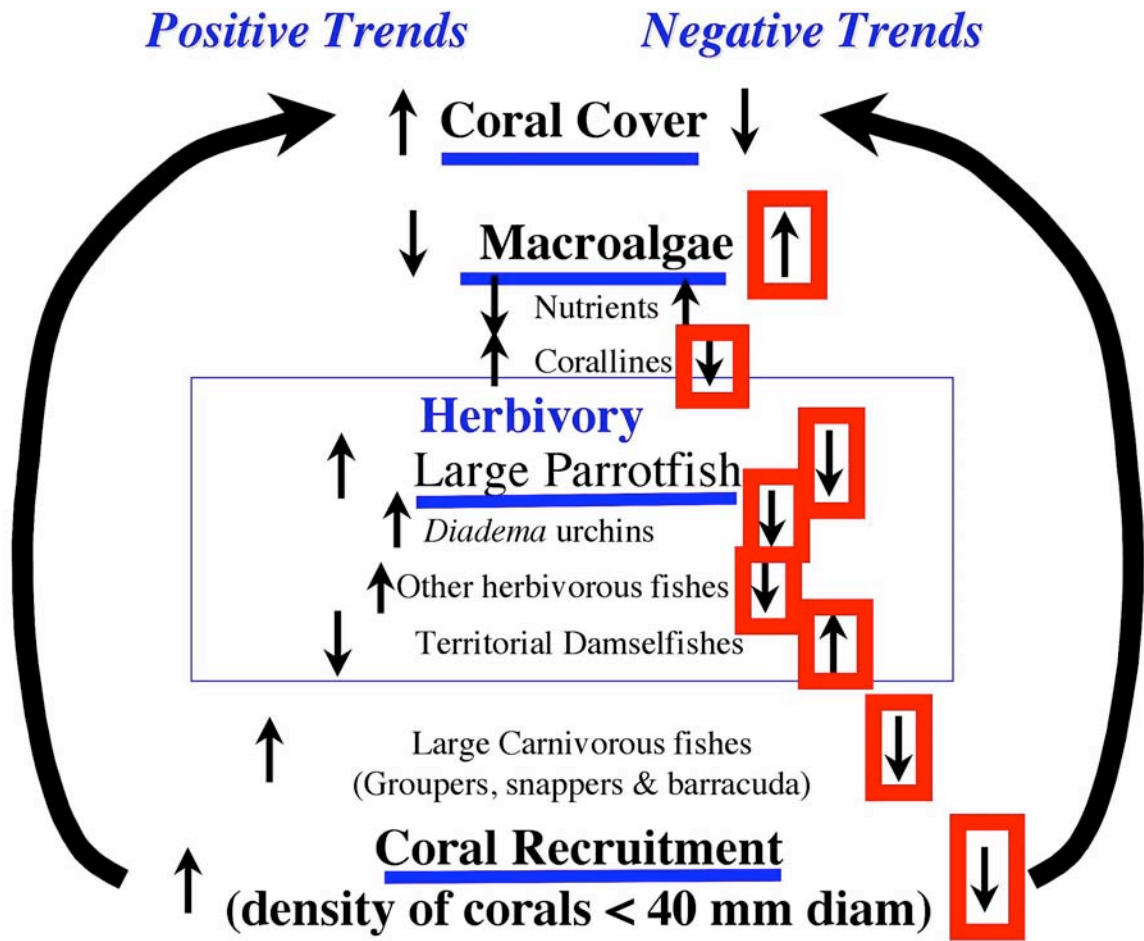 Positive Trends Negative Trends
Coral Cover
Macroalgae
Nutrients
Corallines
Herbivory
Large Parrotfish
Diadema urchins
Other herbivorous fishes
Territorial Damselfishes
Large Carnivorous fishes
(Groupers, snappers & barracuda)
Coral Recruitment
(density of corals < 40 mm diam)